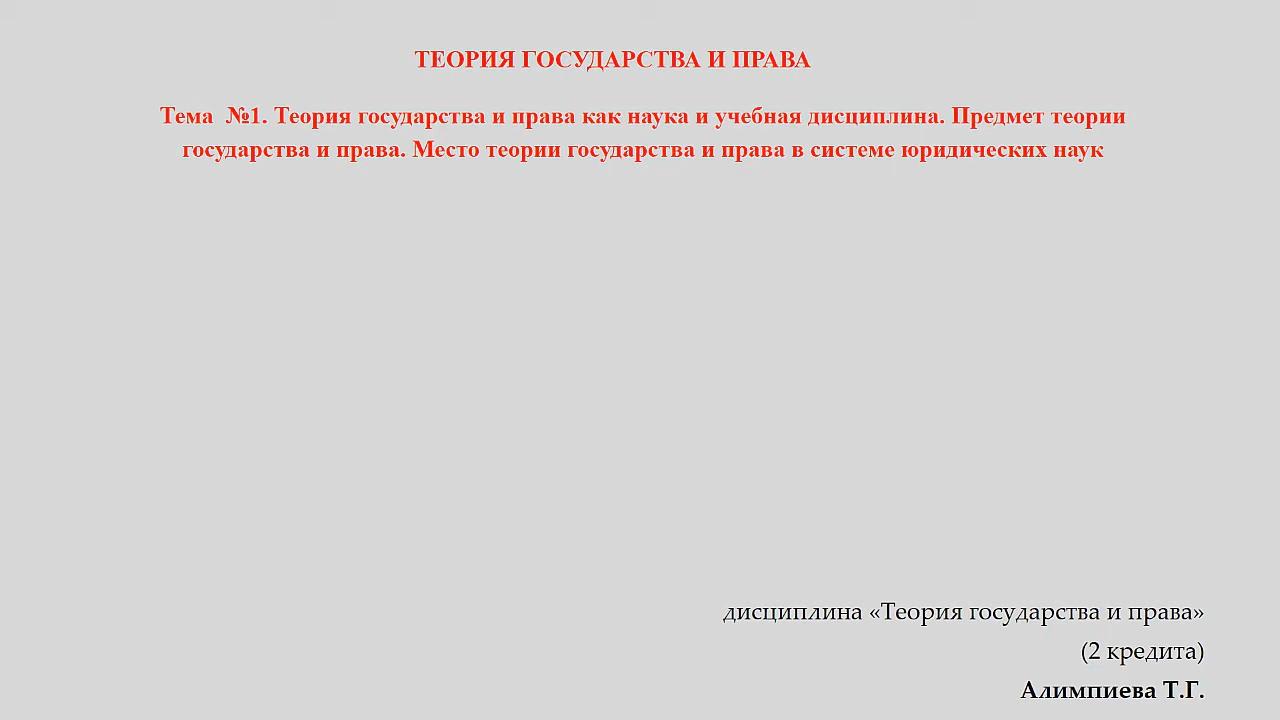 ТЕОРИЯ ГОСУДАРСТВА И ПРАВА
Тема  №1. Теория государства и права как наука и учебная дисциплина. Предмет теории
государства и права. Место теории государства и права в системе юридических наук
дисциплина «Теория государства и права»
(2 кредита)
Алимпиева Т.Г.